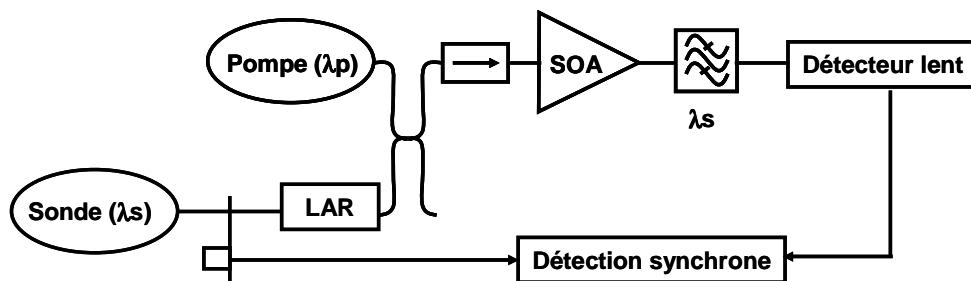 Pompe (λp)
SOA
Détecteur lent
λs
Sonde (λs)
LAR
Détection synchrone